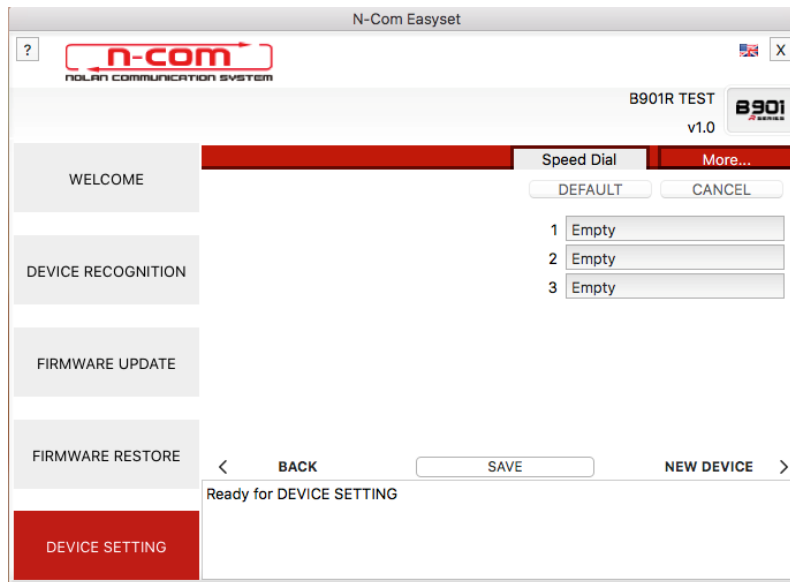 N-Com Easyset
?
n-com
NOLAN COMMUNICATION SYSTEM
X
B901R TEST
v1.0
B901
R SERIES
WELCOME
DEVICE RECOGNITION
FIRMWARE UPDATE
FIRMWARE RESTORE
DEVICE SETTING
Speed Dial
More...
DEFAULT
CANCEL
1 Empty
2 Empty
3 Empty
< BACK
SAVE
NEW DEVICE >
Ready for DEVICE SETTING